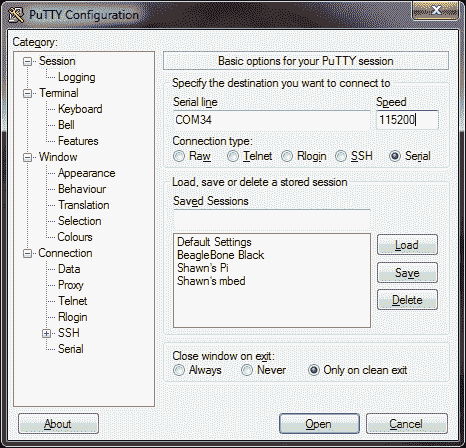 PuTTY Configuration
Category:
Session
Logging
Terminal
Keyboard
Bell
Features
Window
Appearance
Behaviour
Translation
Selection
Colours
Connection
Data
Proxy
Telnet
Rlogin
SSH
Serial
Basic options for your PuTTY session
Specify the destination you want to connect to
Serial line Speed
COM34 115200
Connection type:
Raw Telnet Rlogin SSH Serial
Load, save or delete a stored session
Saved Sessions
Default Settings
BeagleBone Black
Shawn's Pi
Shawn's mbed
Load
Save
Delete
Close window on exit:
Always Never Only on clean exit
About Open Cancel